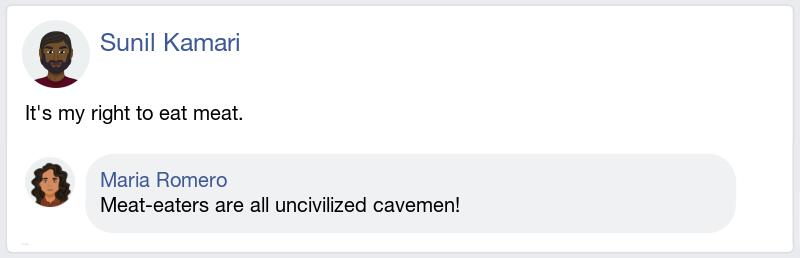 Sunil Kamari
It's my right to eat meat.
Maria Romero
Meat-eaters are all uncivilized cavemen!